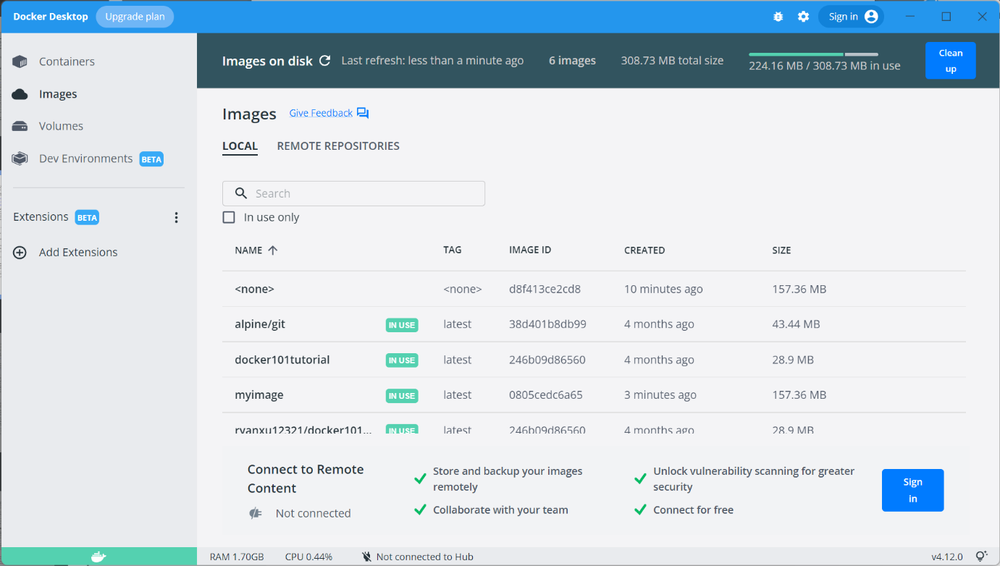 Docker Desktop Upgrade plan Sign in
Containers
Images
Volumes
Dev Environments BETA
Extensions BETA
Add Extensions
Images on disk Last refresh: less than a minute ago 6 images 308.73 MB total size 224.16 MB / 308.73 MB in use Clean
up
Images Give Feedback
LOCAL REMOTE REPOSITORIES
Search
In use only
NAME TAG IMAGE ID CREATED SIZE
<none> <none> d8f413ce2cd8 10 minutes ago 157.36 MB
alpine/git IN USE latest 38d401b8db99 4 months ago 43.44 MB
docker101tutorial IN USE latest 246b09d86560 4 months ago 28.9 MB
myimage IN USE latest 0805cedc6a65 3 minutes ago 157.36 MB
ryanxu12321/docker101... IN USE latest 246b09d86560 4 months ago 28.9 MB
Connect to Remote
Content
Not connected
Store and backup your images
remotely
Collaborate with your team
Unlock vulnerability scanning for greater
security
Connect for free
Sign
in
RAM 1.70GB CPU 0.44% Not connected to Hub v4.12.0